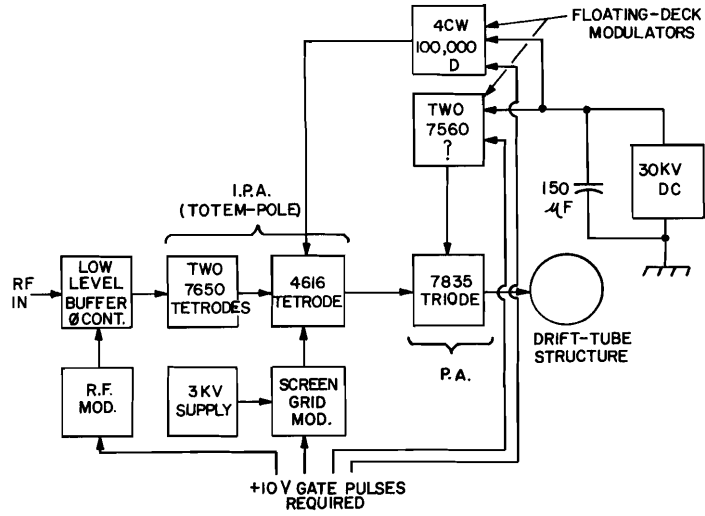 FLOATING-DECK
MODULATORS
4CW
100,000
D
TWO
7560
?
30KV
DC
150
μF
I.P.A.
(TOTEM-POLE)
RF
IN
LOW
LEVEL
BUFFER
ØCONT.
TWO
7650
TETRODES
4616
TETRODE
7835
TRIODE
DRIFT-TUBE
STRUCTURE
P.A.
R.F.
MOD.
3KV
SUPPLY
SCREEN
GRID
MOD.
+10V GATE PULSES
REQUIRED